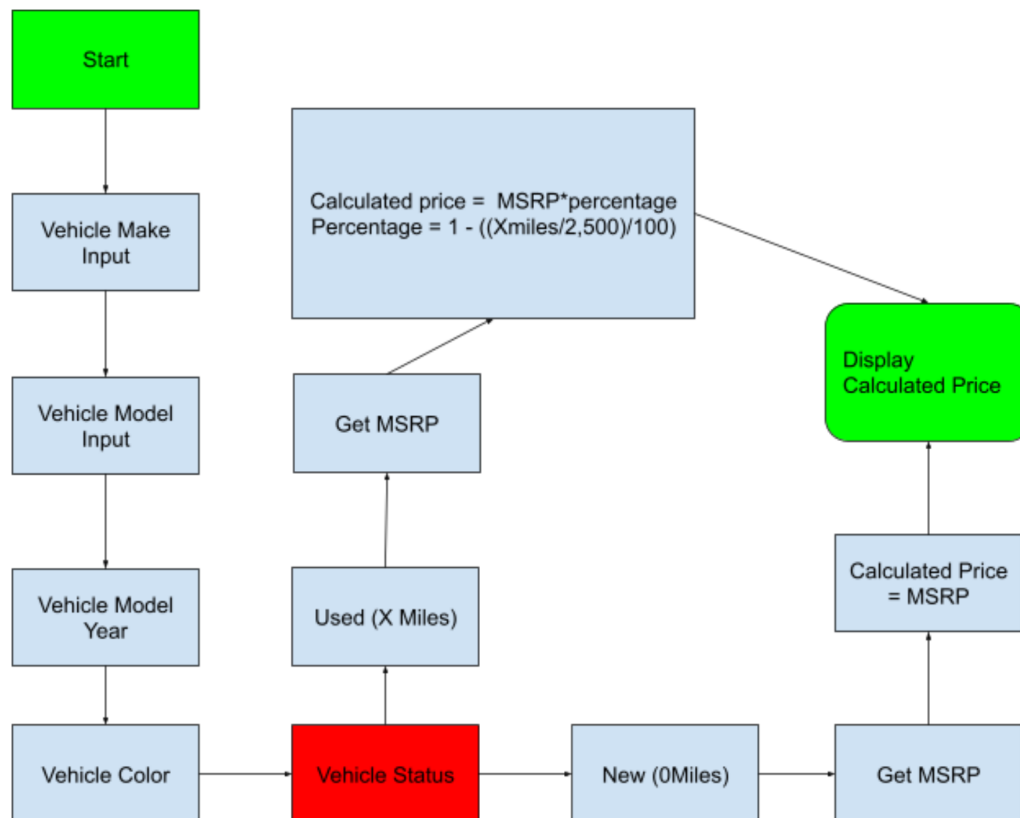 Start
Vehicle Make
Input
Vehicle Model
Input
Vehicle Model
Year
Vehicle Color
Vehicle Status
Used (X Miles)
Get MSRP
Calculated price =  MSRP*percentage
Percentage = 1 - ((Xmiles/2,500)/100)
New (0Miles)
Get MSRP
Calculated Price
= MSRP
Display
Calculated Price